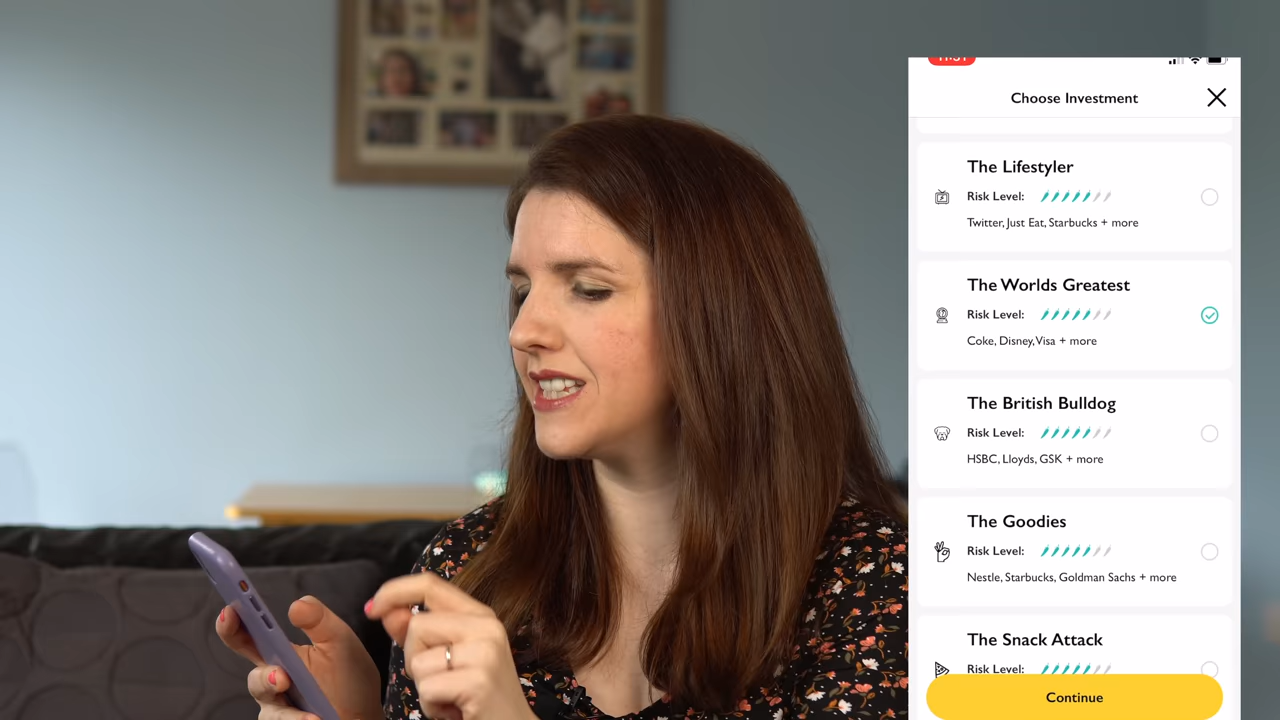 Choose Investment
The Lifestyler
Risk Level:
Twitter, Just Eat, Starbucks + more
The Worlds Greatest
Risk Level:
Coke, Disney, Visa + more
The British Bulldog
Risk Level:
HSBC, Lloyds, GSK + more
The Goodies
Risk Level:
Nestle, Starbucks, Goldman Sachs + more
The Snack Attack
Risk Level:
Continue